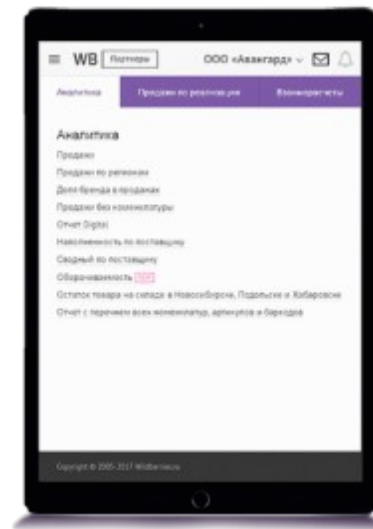 WB Партнеры ООО «Авангард»
Аналитика Продажи по реализации Взаиморасчеты
Аналитика
Продажи
Продажи по регионам
Доля бренда в продажах
Продажи без номенклатуры
Отчет Digital
Наполненность по поставщику
Сводный по поставщику
Оборачиваемость
Остаток товара на складе в Новосибирске, Подольске и Хабаровске
Отчет с перечнем всех номенклатур, артикулов и баркодов
Copyright © 2005-2017 Wildberries.ru